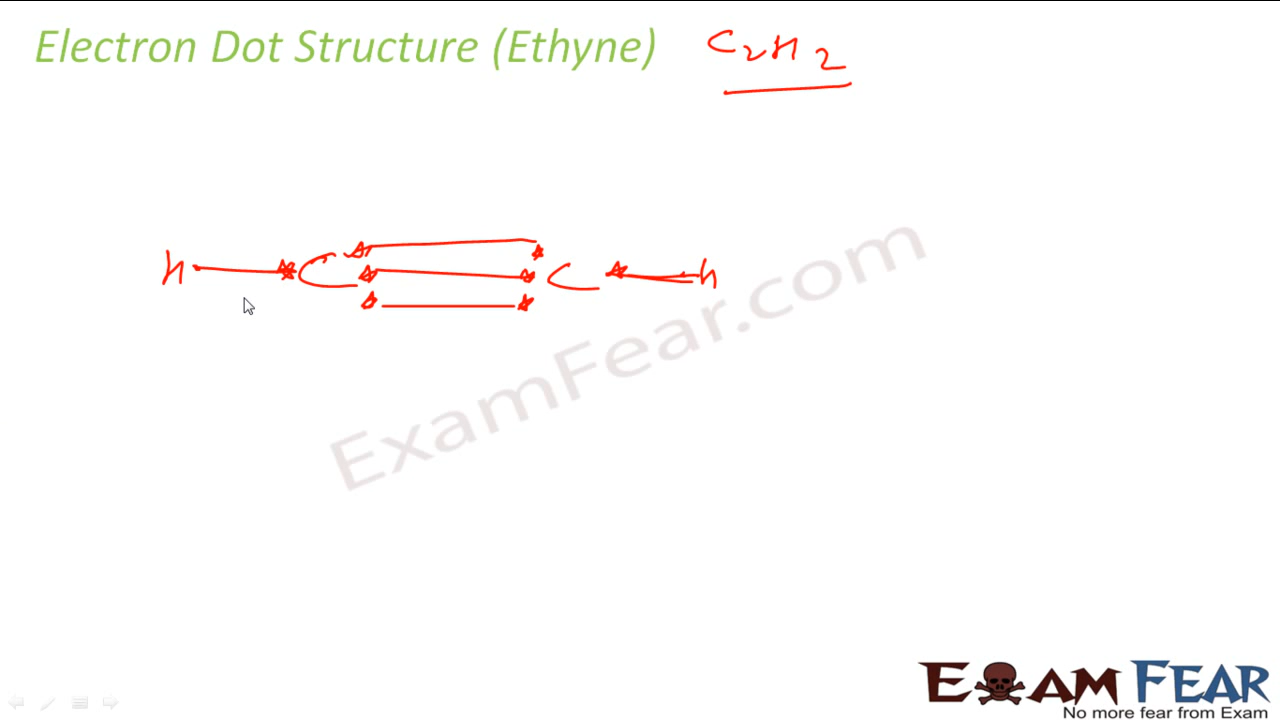 Electron Dot Structure (Ethyne) C2H2
H C C H
ExamFear.com
EXAM FEAR
No more fear from Exam